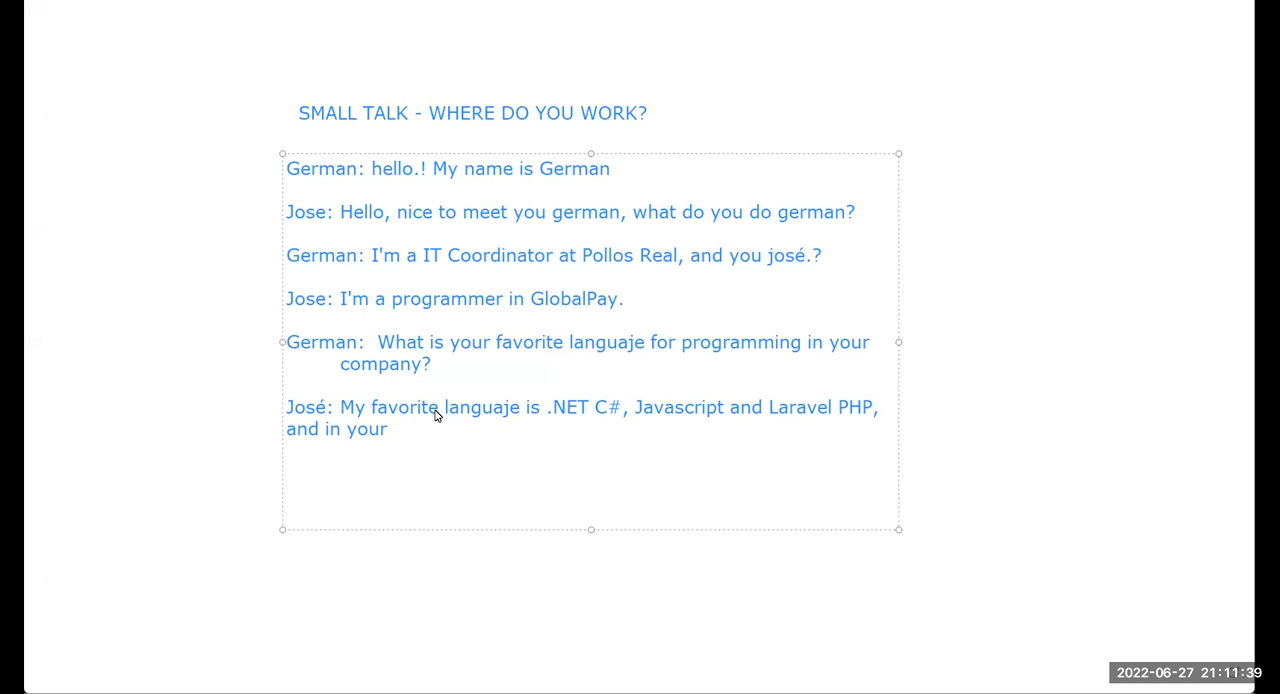 SMALL TALK - WHERE DO YOU WORK?
German: hello.! My name is German
Jose: Hello, nice to meet you german, what do you do german?
German: I'm a IT Coordinator at Pollos Real, and you josé.?
Jose: I'm a programmer in GlobalPay.
German:  What is your favorite languaje for programming in your
company?
José: My favorite languaje is .NET C#, Javascript and Laravel PHP,
and in your
2022-06-27 21:11:39